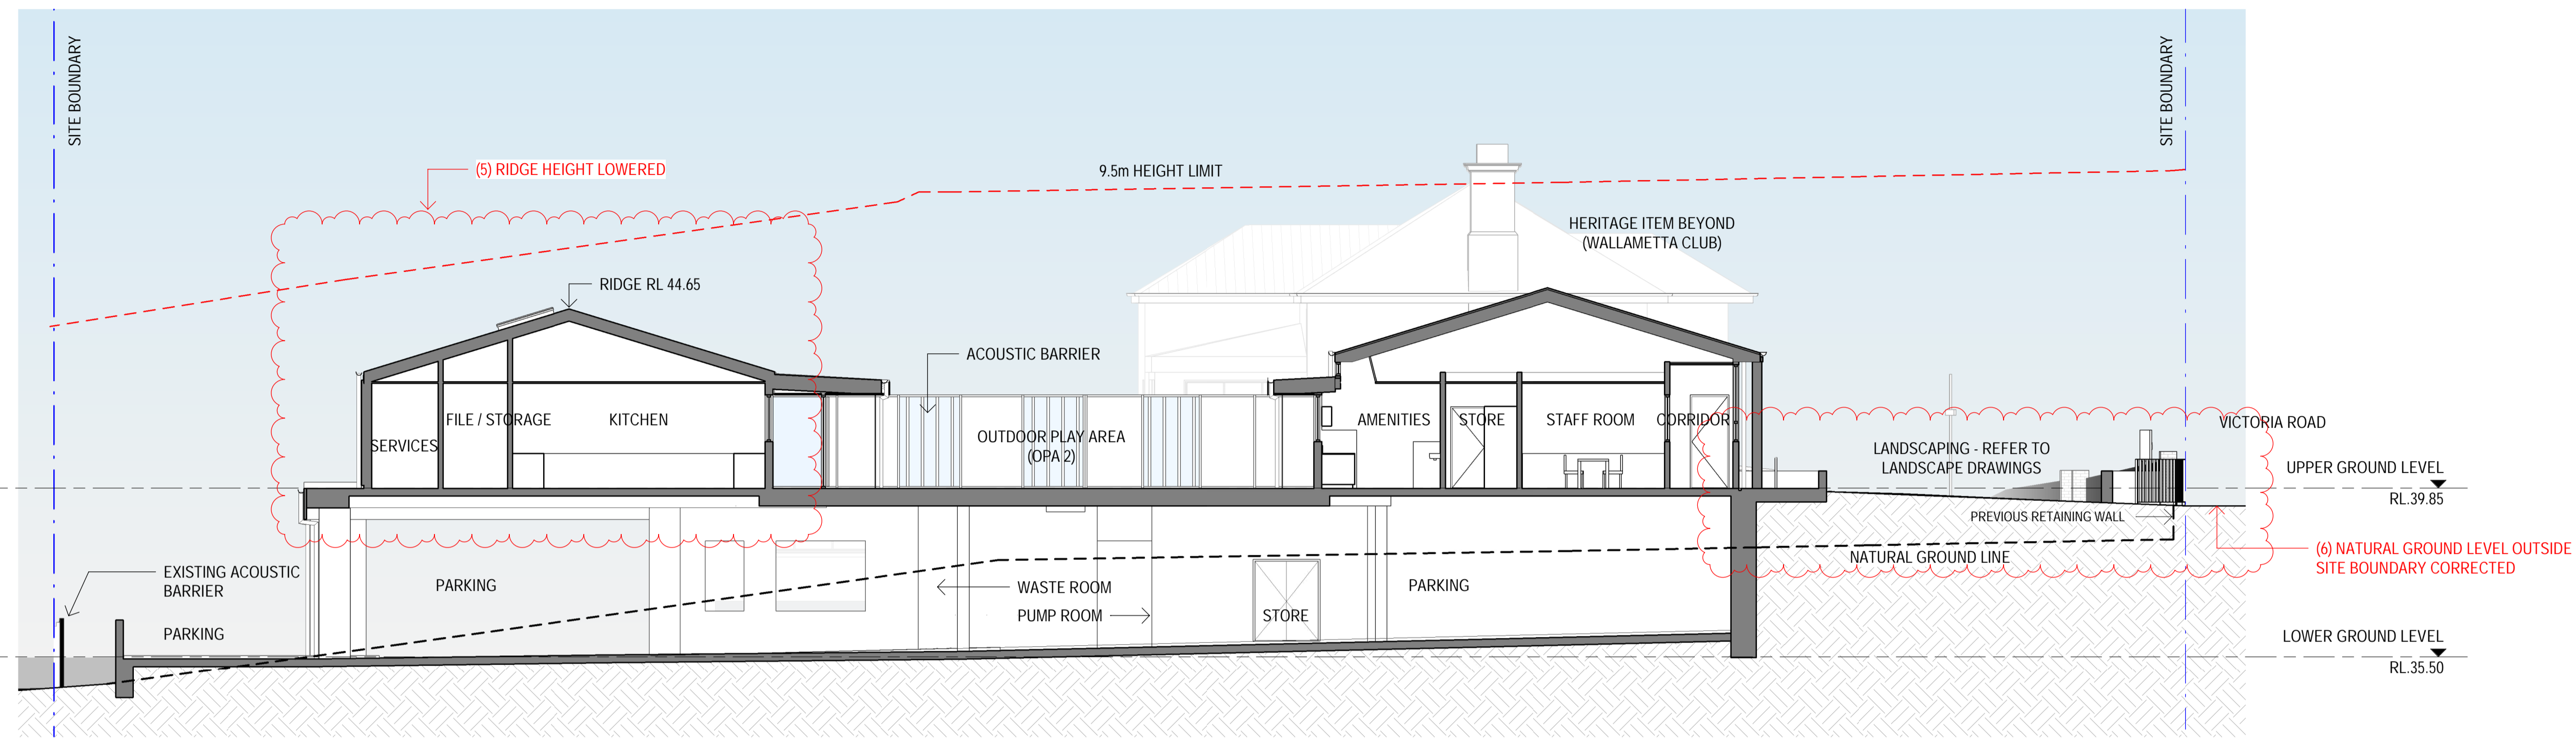 SITE BOUNDARY
SITE BOUNDARY
(5) RIDGE HEIGHT LOWERED
9.5m HEIGHT LIMIT
HERITAGE ITEM BEYOND
(WALLAMETTA CLUB)
RIDGE RL 44.65
ACOUSTIC BARRIER
FILE / STORAGE
KITCHEN
SERVICES
OUTDOOR PLAY AREA
(OPA 2)
AMENITIES
STORE
STAFF ROOM
CORRIDOR
VICTORIA ROAD
LANDSCAPING - REFER TO
LANDSCAPE DRAWINGS
UPPER GROUND LEVEL
RL.39.85
PREVIOUS RETAINING WALL
NATURAL GROUND LINE
(6) NATURAL GROUND LEVEL OUTSIDE
SITE BOUNDARY CORRECTED
EXISTING ACOUSTIC
BARRIER
PARKING
PARKING
WASTE ROOM
PUMP ROOM
STORE
PARKING
LOWER GROUND LEVEL
RL.35.50